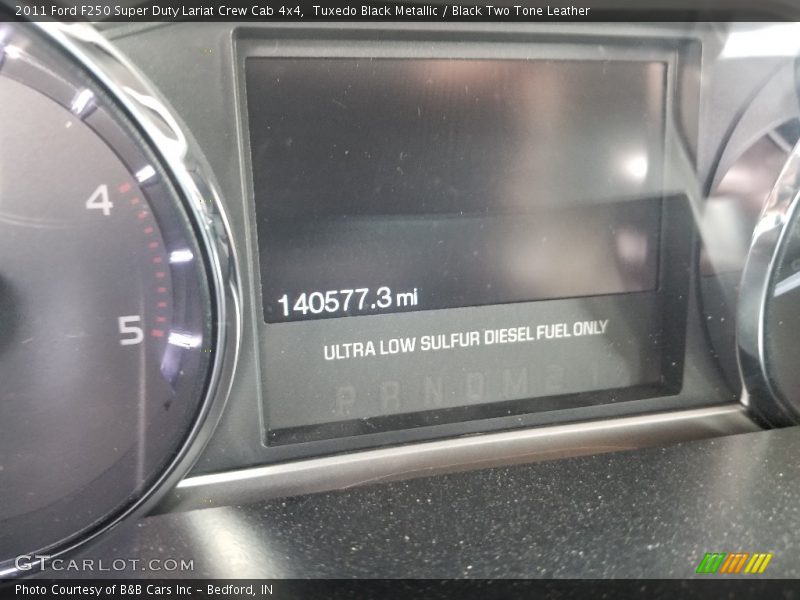 2011 Ford F250 Super Duty Lariat Crew Cab 4x4,  Tuxedo Black Metallic / Black Two Tone Leather
4
5
140577.3 mi
ULTRA LOW SULFUR DIESEL FUEL ONLY
P R N D M 2 1
GTCARLOT.COM
Photo Courtesy of B&B Cars Inc – Bedford, IN